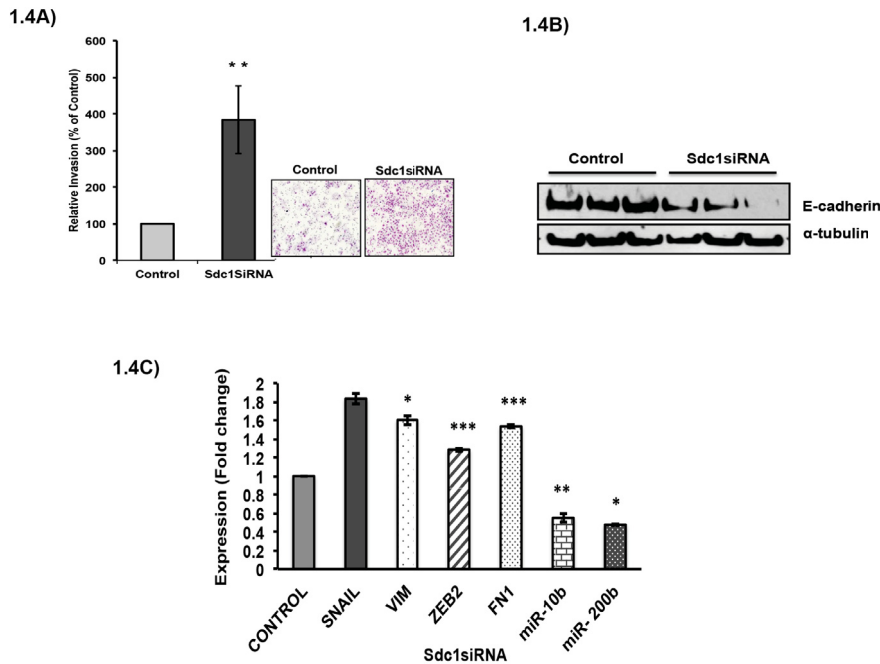 1.4A)
Relative Invasion (% of Control)
600
500
400
300
200
100
0
**
Control
Sdc1SiRNA
Control
Sdc1siRNA
1.4B)
Control
Sdc1siRNA
E-cadherin
α-tubulin
1.4C)
Expression (Fold change)
2
1.8
1.6
1.4
1.2
1
0.8
0.6
0.4
0.2
0
*
***
***
**
*
CONTROL
SNAIL
VIM
ZEB2
FN1
miR-10b
miR- 200b
Sdc1siRNA